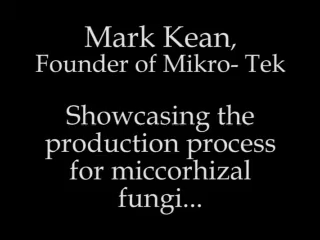 Mark Kean,
Founder of Mikro- Tek
Showcasing the
production process
for miccorhizal
fungi...